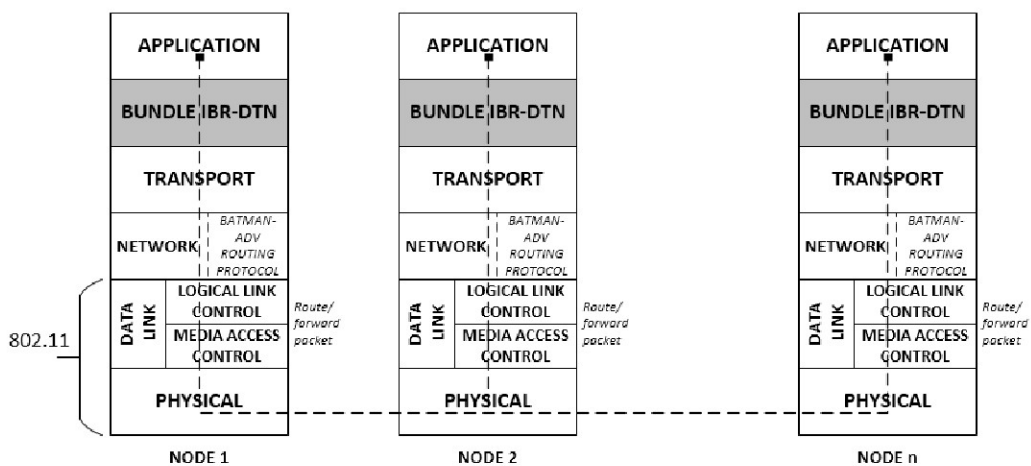 APPLICATION
BUNDLE IBR-DTN
TRANSPORT
NETWORK
BATMAN-
ADV
ROUTING
PROTOCOL
802.11
DATA
LINK
LOGICAL LINK
CONTROL
MEDIA ACCESS
CONTROL
Route/
forward
packet
PHYSICAL
NODE 1
APPLICATION
BUNDLE IBR-DTN
TRANSPORT
NETWORK
BATMAN-
ADV
ROUTING
PROTOCOL
DATA
LINK
LOGICAL LINK
CONTROL
MEDIA ACCESS
CONTROL
Route/
forward
packet
PHYSICAL
NODE 2
APPLICATION
BUNDLE IBR-DTN
TRANSPORT
NETWORK
BATMAN-
ADV
ROUTING
PROTOCOL
DATA
LINK
LOGICAL LINK
CONTROL
MEDIA ACCESS
CONTROL
Route/
forward
packet
PHYSICAL
NODE n